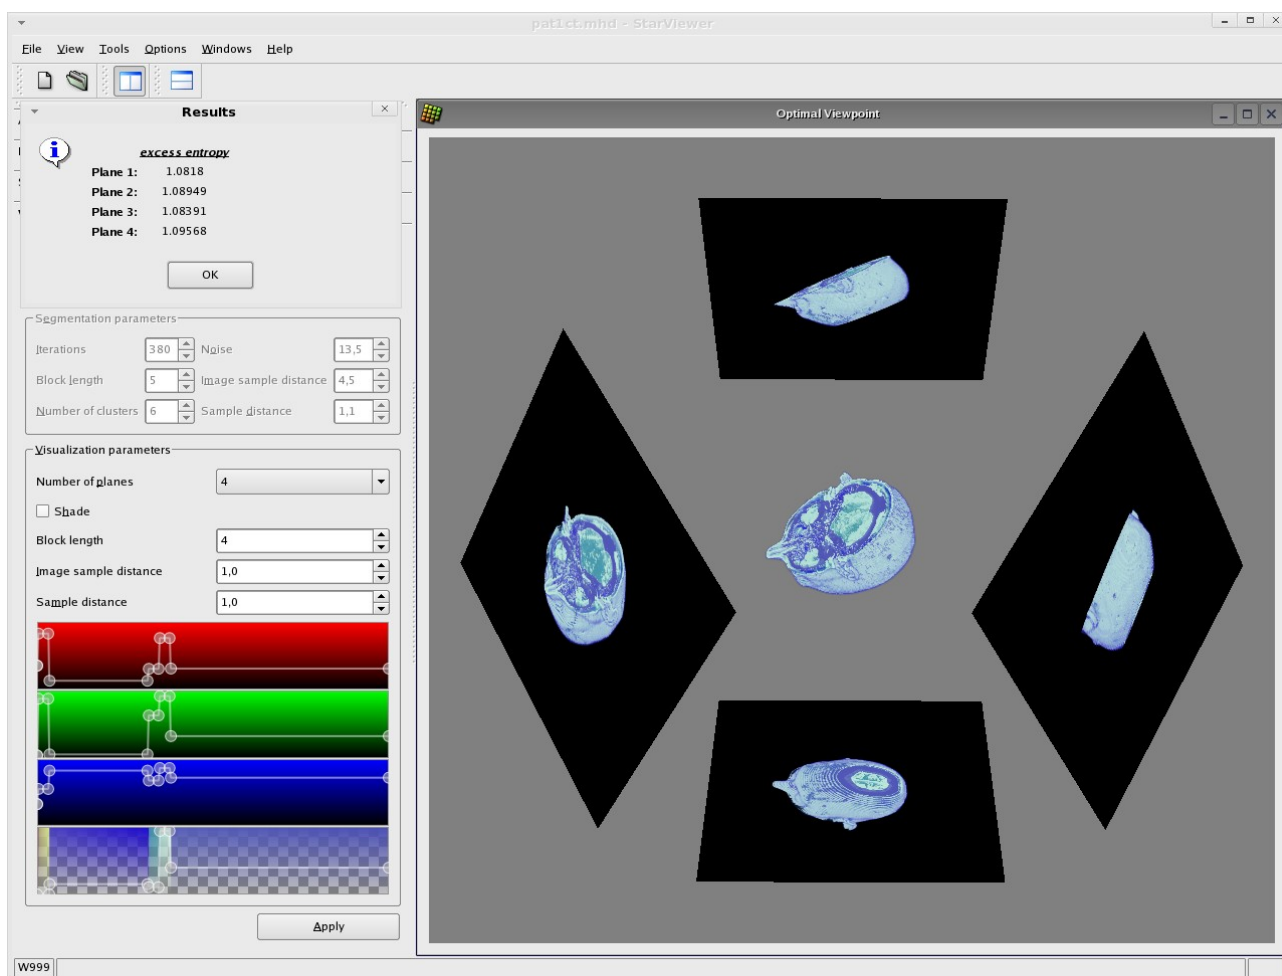 pat1ct.mhd - StarViewer
File View Tools Options Windows Help
Results
excess entropy
Plane 1: 1.0818
Plane 2: 1.08949
Plane 3: 1.08391
Plane 4: 1.09568
OK
Segmentation parameters
Iterations 380 Noise 13,5
Block length 5 Image sample distance 4,5
Number of clusters 6 Sample distance 1,1
Visualization parameters
Number of planes 4
Shade
Block length 4
Image sample distance 1,0
Sample distance 1,0
Apply
W999
Optimal Viewpoint